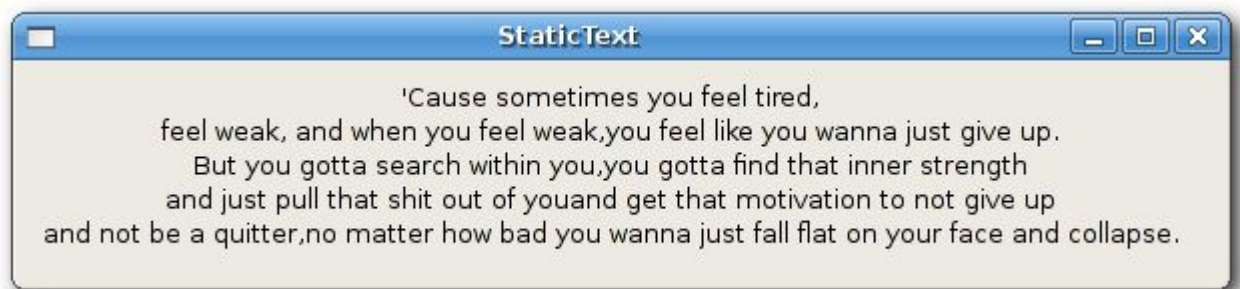 StaticText
'Cause sometimes you feel tired,
feel weak, and when you feel weak,you feel like you wanna just give up.
But you gotta search within you,you gotta find that inner strength
and just pull that shit out of youand get that motivation to not give up
and not be a quitter,no matter how bad you wanna just fall flat on your face and collapse.